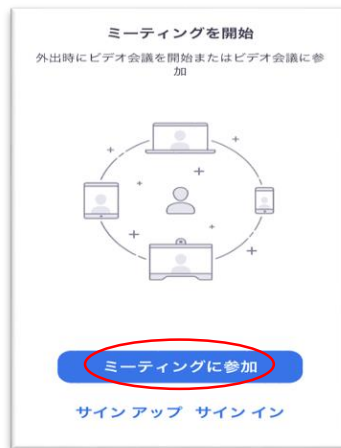 ミーティングを開始
外出時にビデオ会議を開始またはビデオ会議に参
加
ミーティングに参加
サイン アップ サイン イン